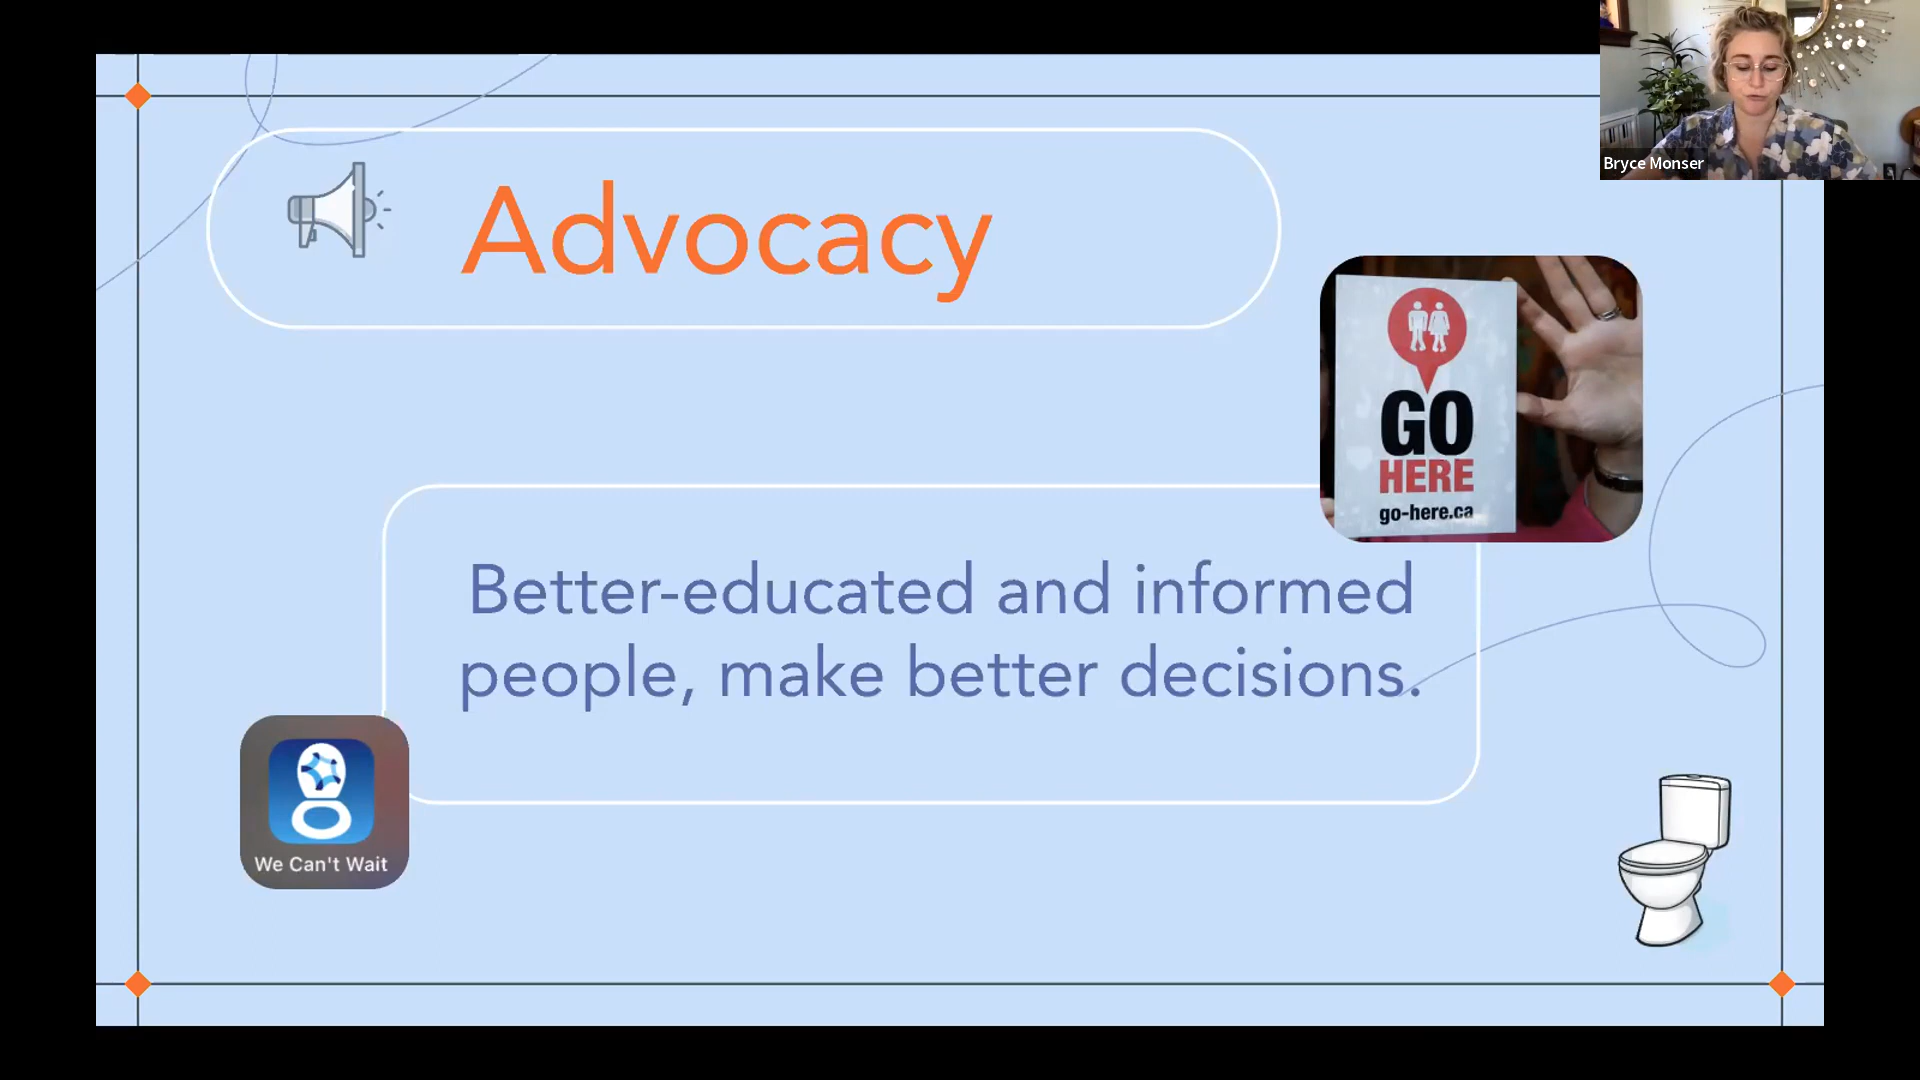 Bryce Monser
Advocacy
GO
HERE
go-here.ca
Better-educated and informed
people, make better decisions.
We Can't Wait